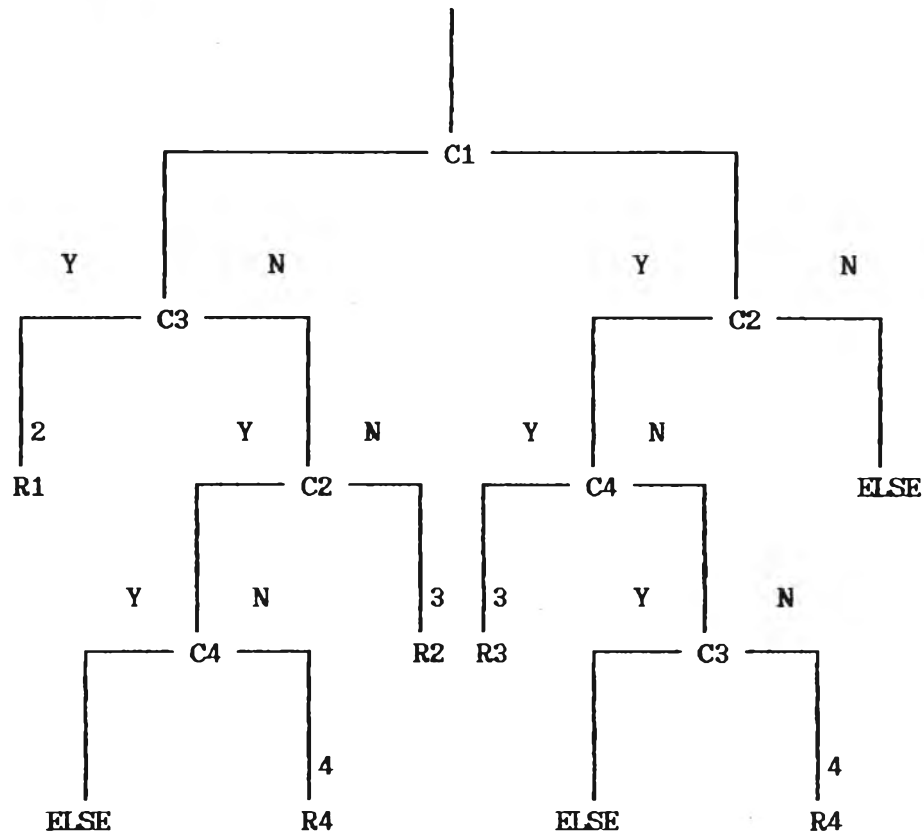 C1
Y N Y N
C3 C2
2 Y N Y N
R1 C2 C4 ELSE
Y N 3 3 Y N
C4 R2 R3 C3
4 4
ELSE R4 ELSE R4